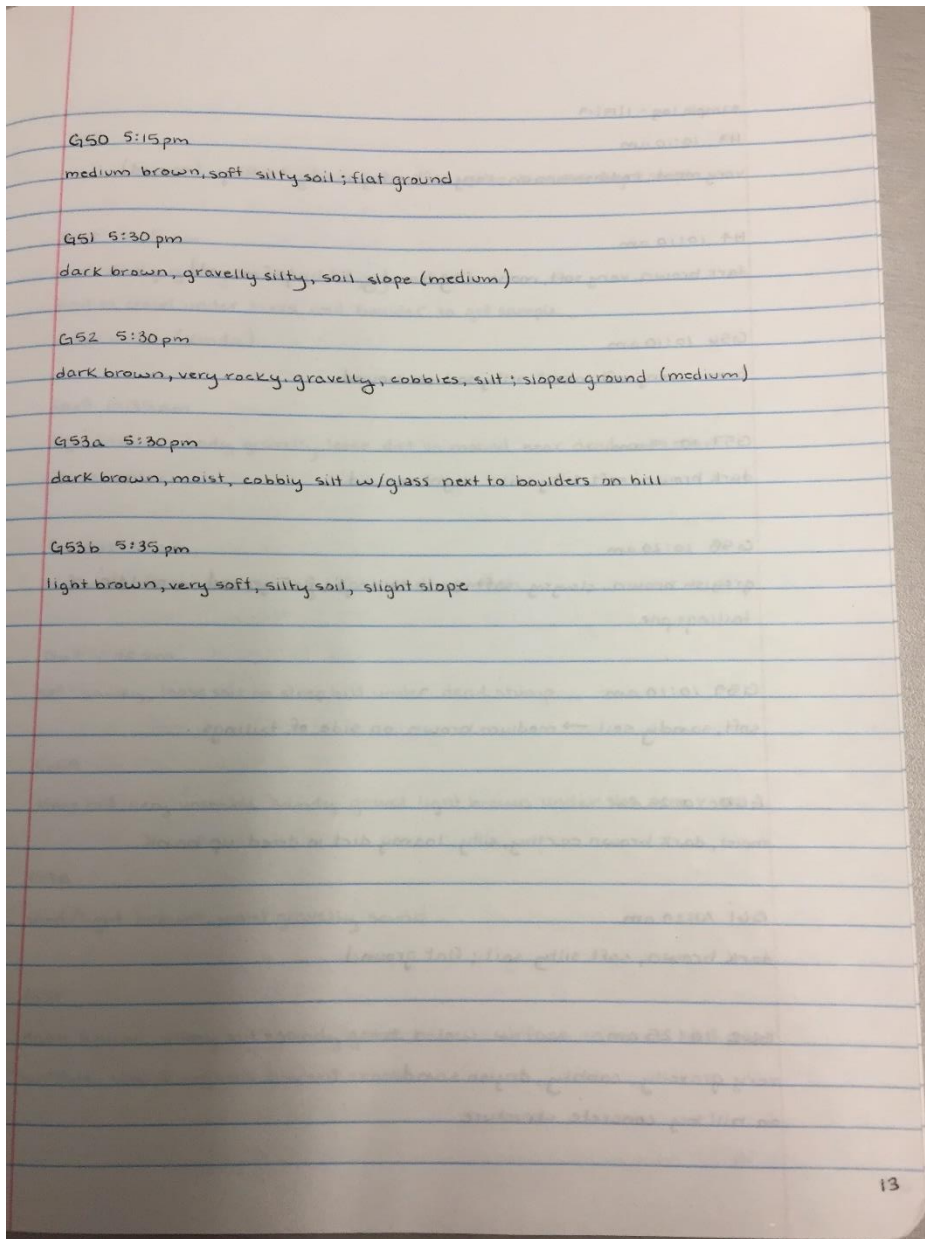 G50 5:15pm
medium brown, soft silty soil; flat ground
G51 5:30 pm
dark brown, gravelly silty, soil slope (medium)
G52 5:30pm
dark brown, very rocky, gravelly, cobbles, silt; sloped ground (medium)
G53a 5:30pm
dark brown, moist, cobbly silt w/glass next to boulders on hill
G53b 5:35pm
light brown, very soft, silty soil, slight slope
13